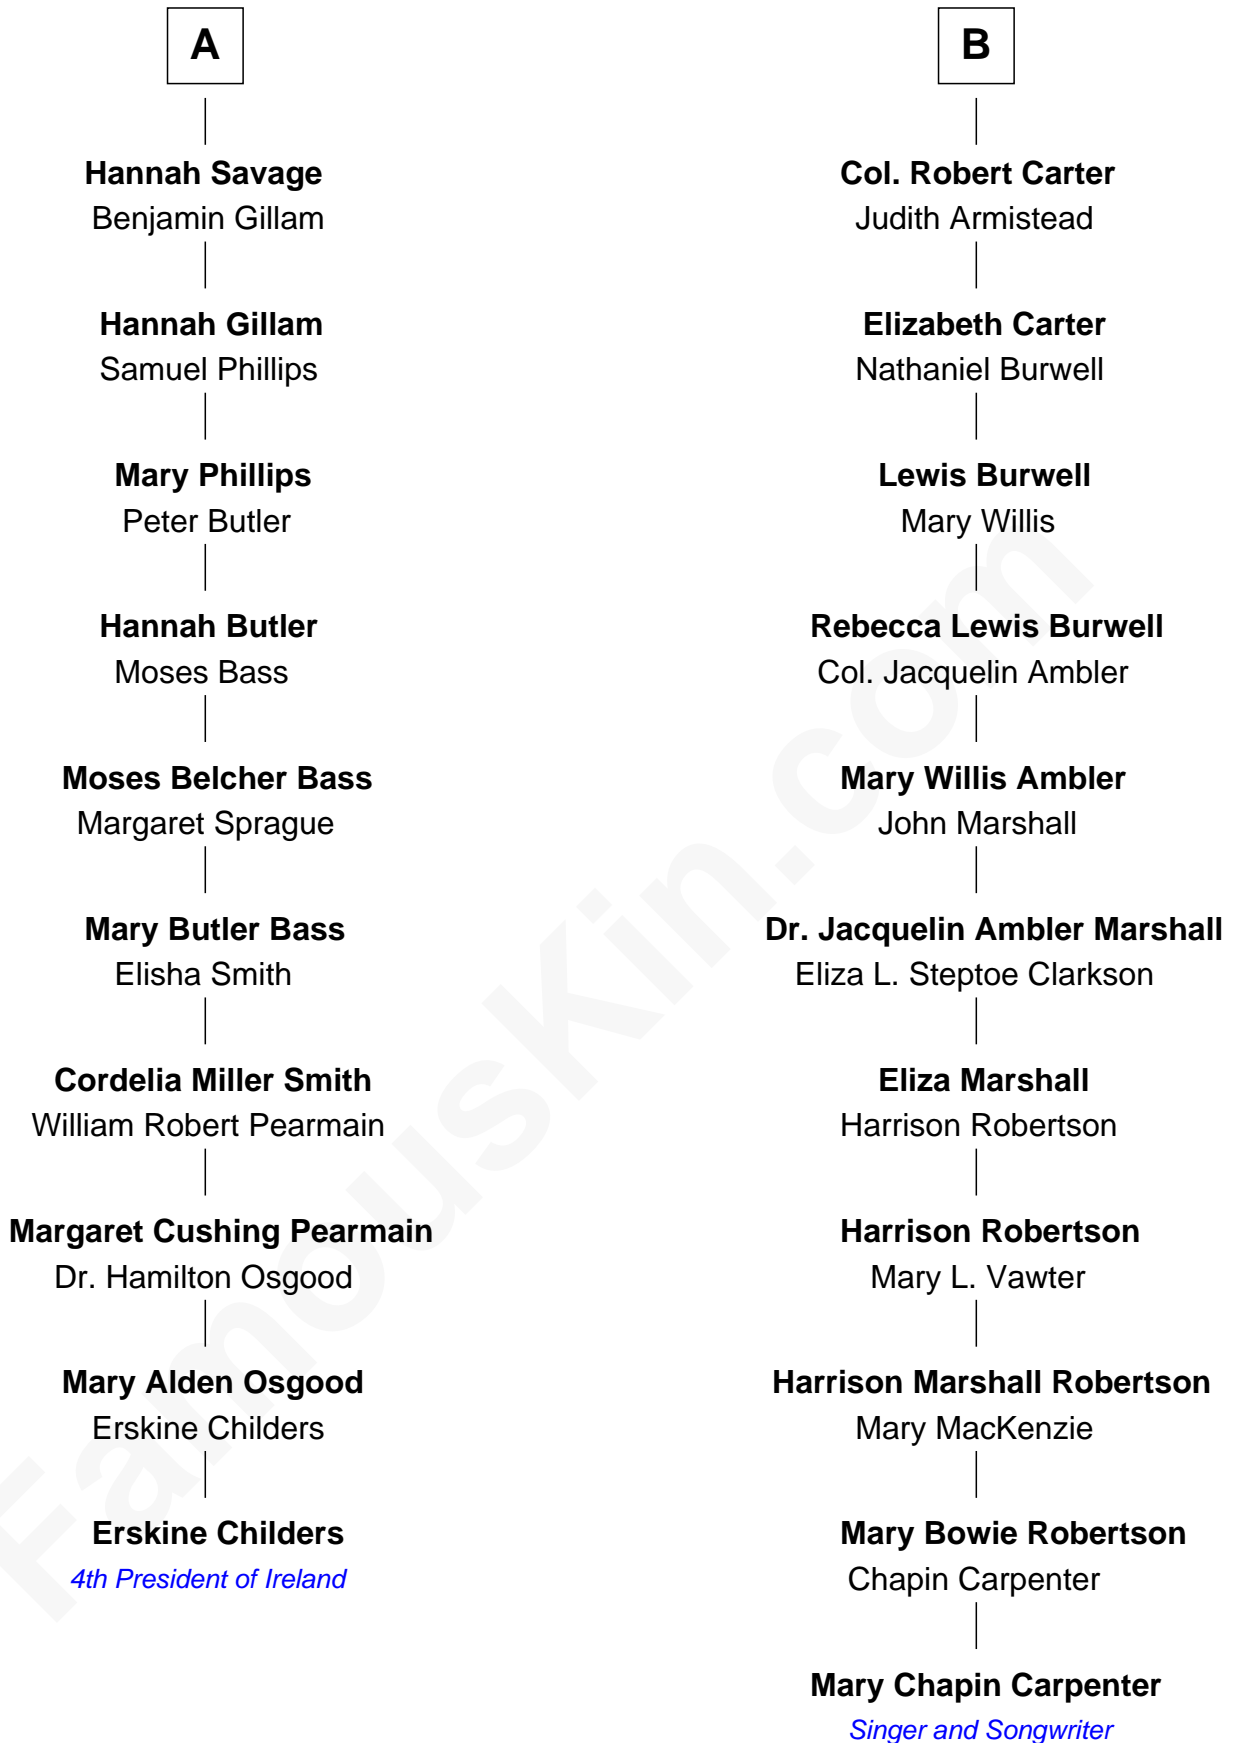 A
Hannah Savage
Benjamin Gillam
Hannah Gillam
Samuel Phillips
Mary Phillips
Peter Butler
Hannah Butler
Moses Bass
Moses Belcher Bass
Margaret Sprague
Mary Butler Bass
Elisha Smith
Cordelia Miller Smith
William Robert Pearmain
Margaret Cushing Pearmain
Dr. Hamilton Osgood
Mary Alden Osgood
Erskine Childers
Erskine Childers
4th President of Ireland
B
Col. Robert Carter
Judith Armistead
Elizabeth Carter
Nathaniel Burwell
Lewis Burwell
Mary Willis
Rebecca Lewis Burwell
Col. Jacquelin Ambler
Mary Willis Ambler
John Marshall
Dr. Jacquelin Ambler Marshall
Eliza L. Steptoe Clarkson
Eliza Marshall
Harrison Robertson
Harrison Robertson
Mary L. Vawter
Harrison Marshall Robertson
Mary MacKenzie
Mary Bowie Robertson
Chapin Carpenter
Mary Chapin Carpenter
Singer and Songwriter
FamousKin.com